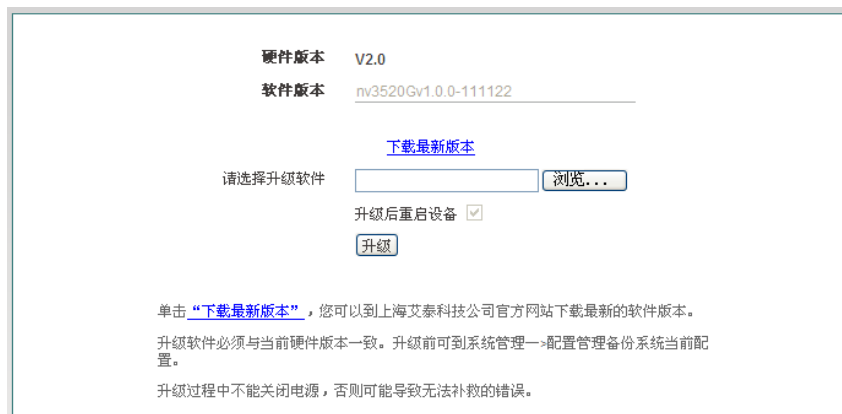 硬件版本 V2.0
软件版本 nv3520Gv1.0.0-111122
下载最新版本
请选择升级软件 浏览...
升级后重启设备
升级
单击“下载最新版本”，您可以到上海艾泰科技公司官方网站下载最新的软件版本。
升级软件必须与当前硬件版本一致。升级前可到系统管理—>配置管理备份系统当前配
置。
升级过程中不能关闭电源，否则可能导致无法补救的错误。